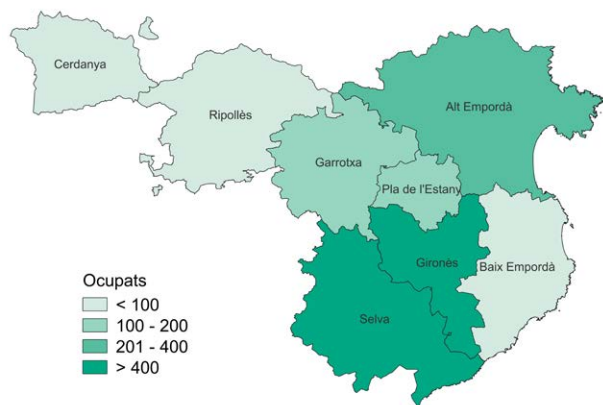 Cerdanya
Ripollès
Alt Empordà
Garrotxa
Pla de l'Estany
Gironès
Baix Empordà
Selva
Ocupats
< 100
100 - 200
201 - 400
> 400